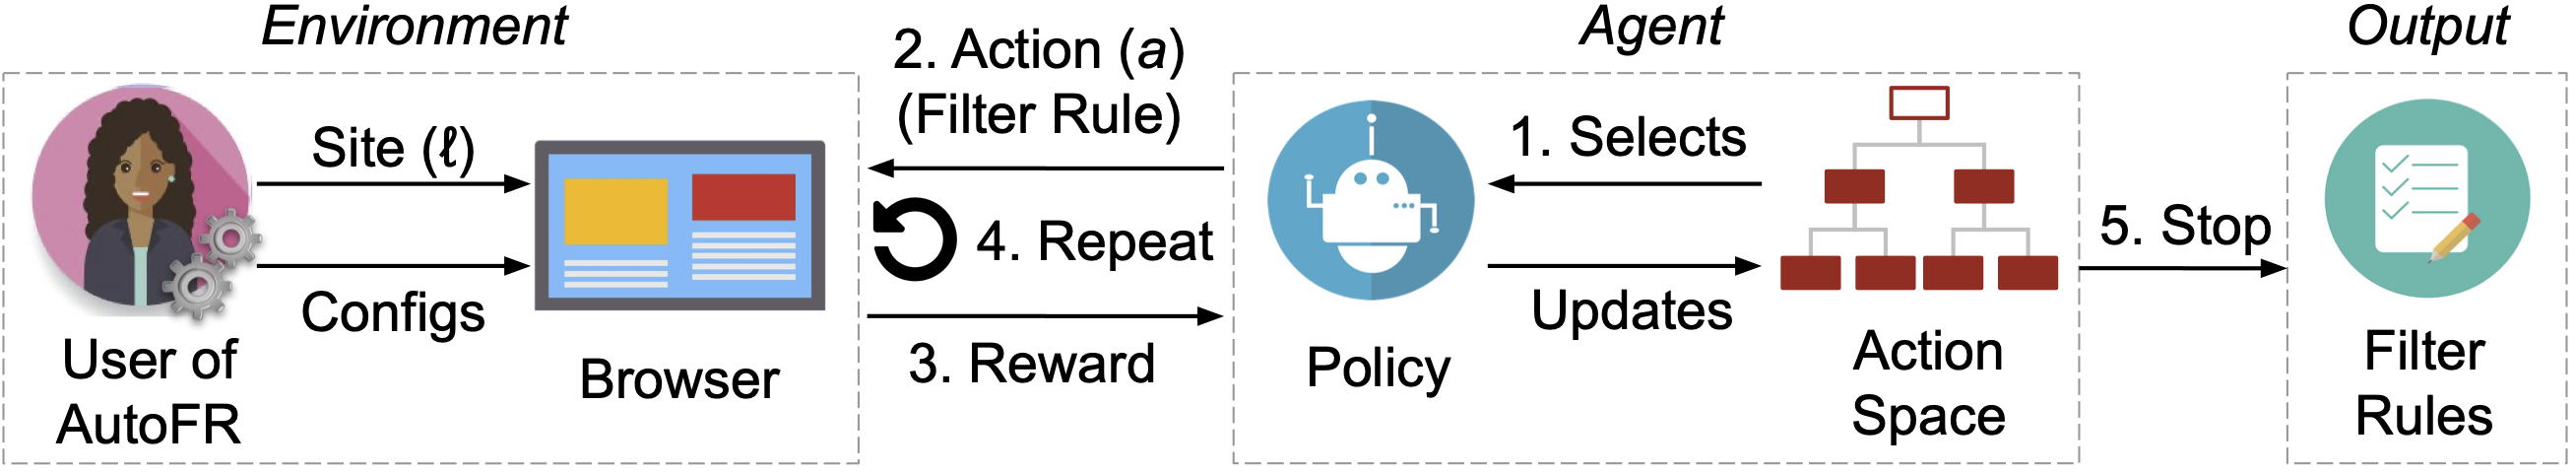 Environment
Agent
Output
Site (ℓ)
Configs
User of
AutoFR
Browser
2. Action (a)
(Filter Rule)
4. Repeat
3. Reward
1. Selects
Updates
Policy
Action
Space
5. Stop
Filter
Rules